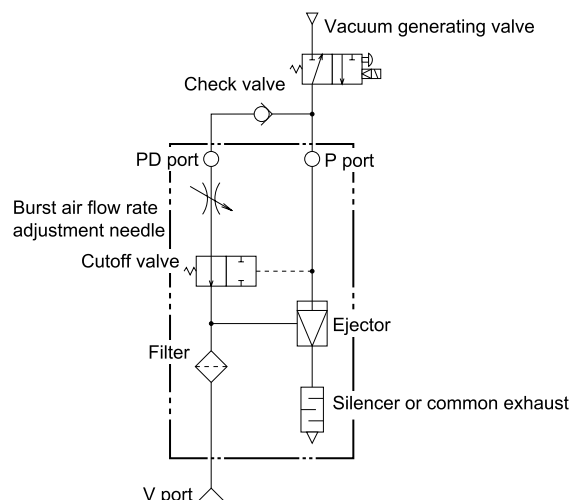 Vacuum generating valve
Check valve
PD port
P port
Burst air flow rate
adjustment needle
Cutoff valve
Ejector
Filter
Silencer or common exhaust
V port